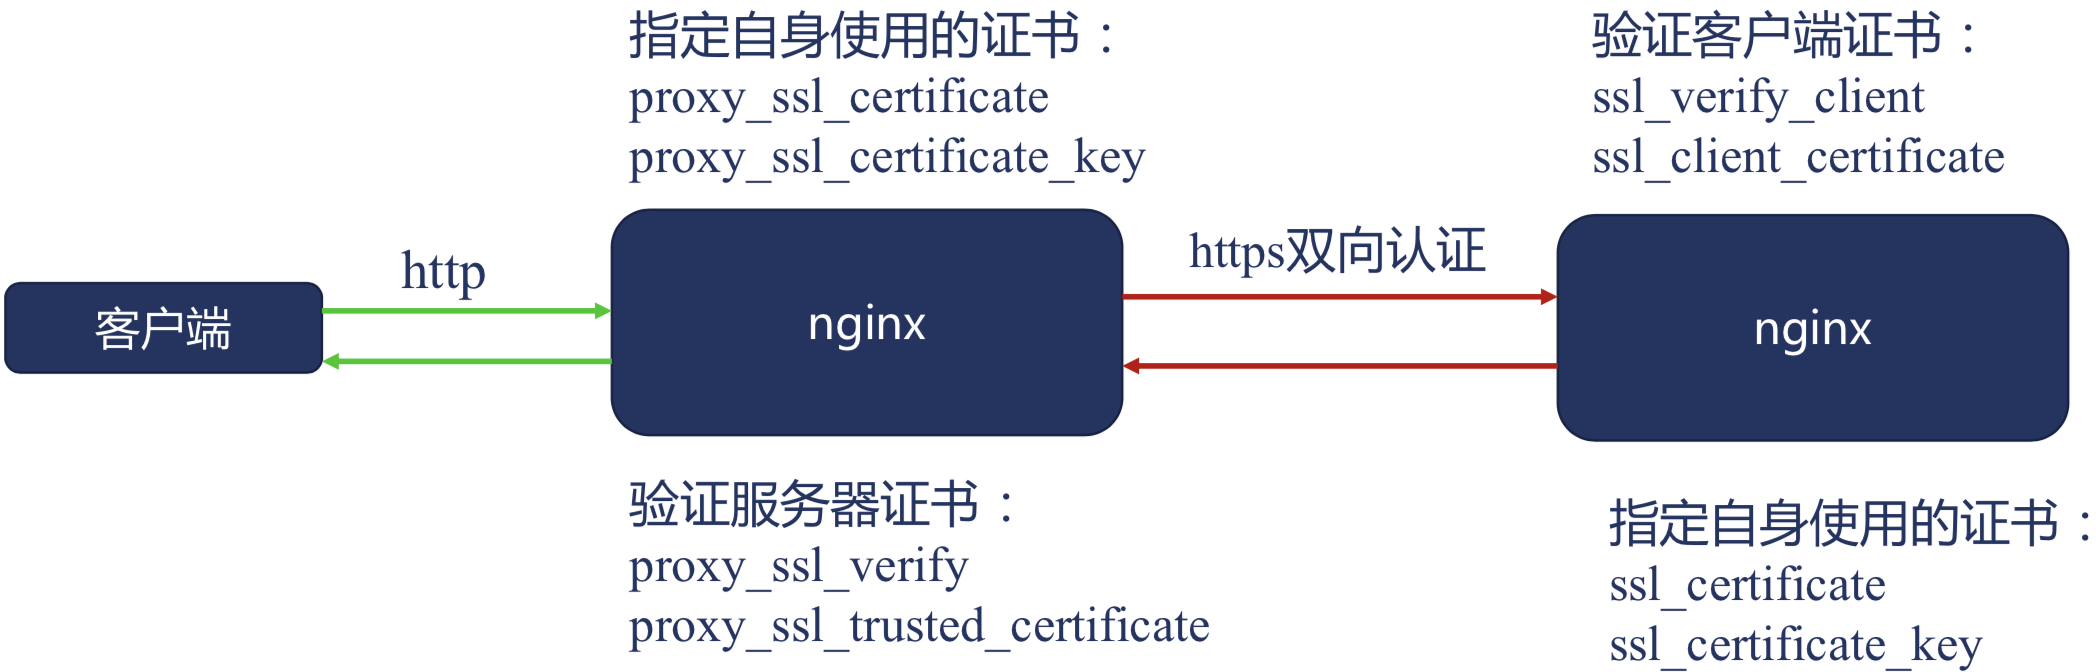 指定自身使用的证书：
proxy_ssl_certificate
proxy_ssl_certificate_key
验证客户端证书：
ssl_verify_client
ssl_client_certificate
http
https双向认证
客户端
nginx
nginx
验证服务器证书：
proxy_ssl_verify
proxy_ssl_trusted_certificate
指定自身使用的证书：
ssl_certificate
ssl_certificate_key